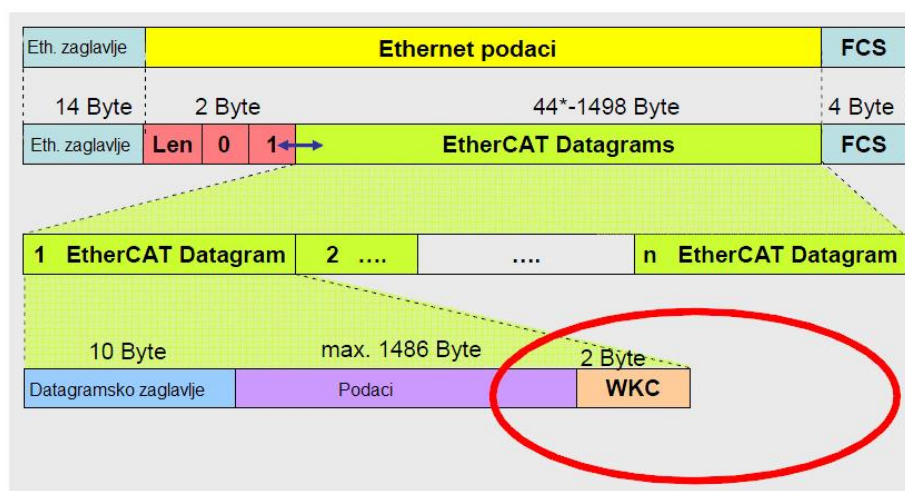 Eth. zaglavlje Ethernet podaci FCS
14 Byte 2 Byte 44*-1498 Byte 4 Byte
Eth. zaglavlje Len 0 1 EtherCAT Datagrams FCS
1 EtherCAT Datagram 2 .... .... n EtherCAT Datagram
10 Byte max. 1486 Byte 2 Byte
Datagramsko zaglavlje Podaci WKC